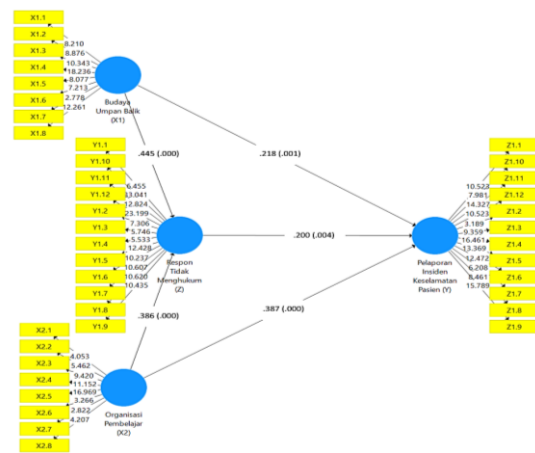 X1.1
X1.2
X1.3
X1.4
X1.5
X1.6
X1.7
X1.8
8.210
8.876
10.343
18.236
8.077
7.213
2.778
12.261
Budaya
Umpan Balik
(X1)
.445 (.000)
.218 (.001)
Y1.1
Y1.10
Y1.11
Y1.12
Y1.2
Y1.3
Y1.4
Y1.5
Y1.6
Y1.7
Y1.8
Y1.9
6.455
13.041
12.824
23.199
7.306
5.746
5.533
12.428
10.237
10.607
10.620
10.435
Respon
Tidak
Menghukum
(Z)
.200 (.004)
.386 (.000)
.387 (.000)
Z1.1
Z1.10
Z1.11
Z1.12
Z1.2
Z1.3
Z1.4
Z1.5
Z1.6
Z1.7
Z1.8
Z1.9
10.523
7.981
14.327
10.523
3.189
9.359
16.461
13.369
12.472
6.208
8.461
15.789
Pelaporan
Insiden
Keselamatan
Pasien (Y)
X2.1
X2.2
X2.3
X2.4
X2.5
X2.6
X2.7
X2.8
4.053
5.462
9.420
11.152
16.969
3.266
2.822
4.207
Organisasi
Pembelajar
(X2)